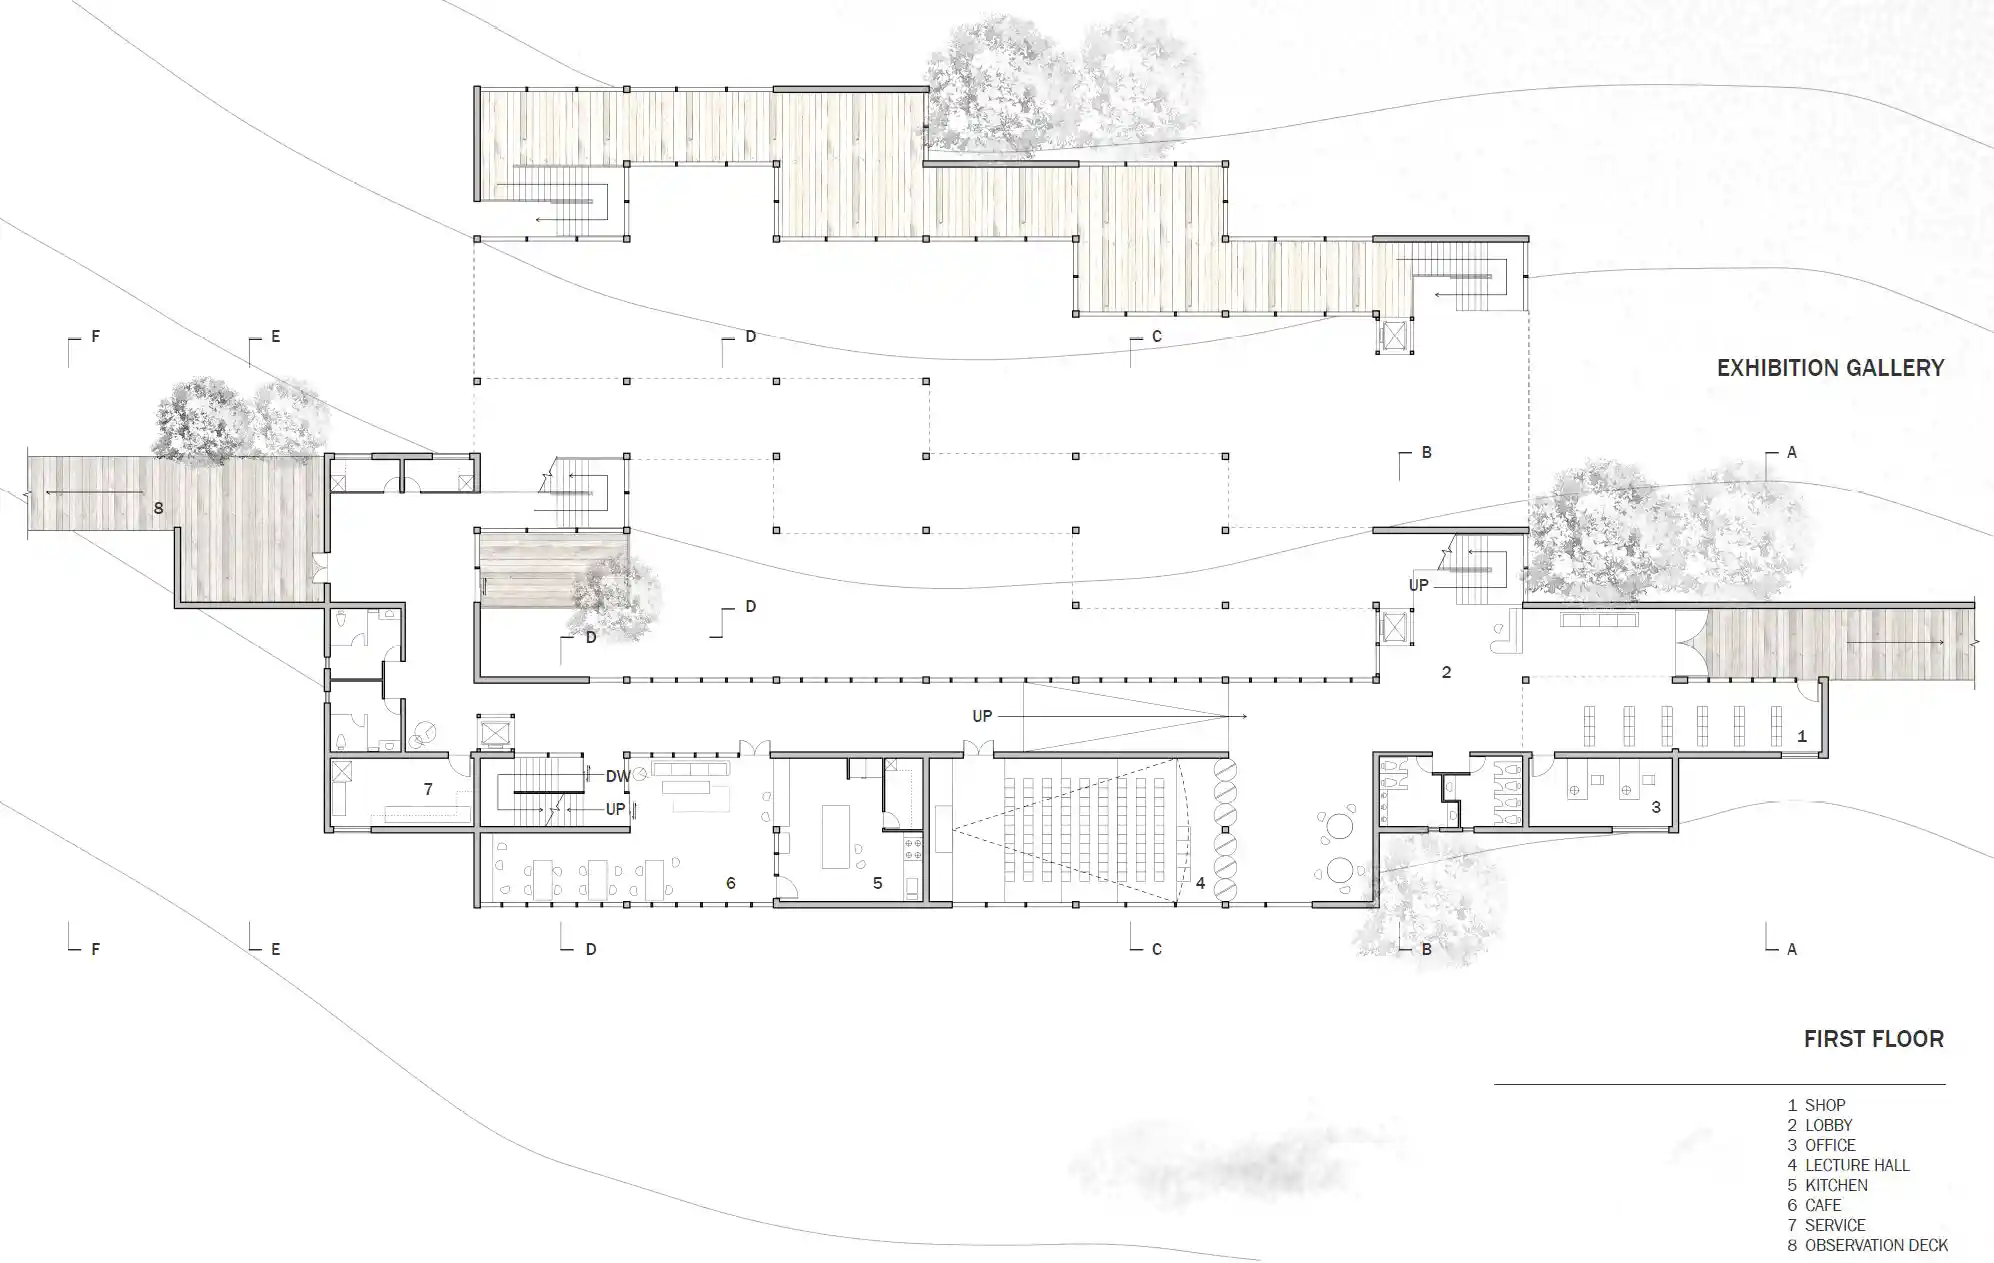 F
E
D
C
EXHIBITION GALLERY
B
A
8
UP
D
D
2
UP
1
DW
7
UP
3
6
5
4
F
E
D
C
B
A
FIRST FLOOR
1 SHOP
2 LOBBY
3 OFFICE
4 LECTURE HALL
5 KITCHEN
6 CAFE
7 SERVICE
8 OBSERVATION DECK